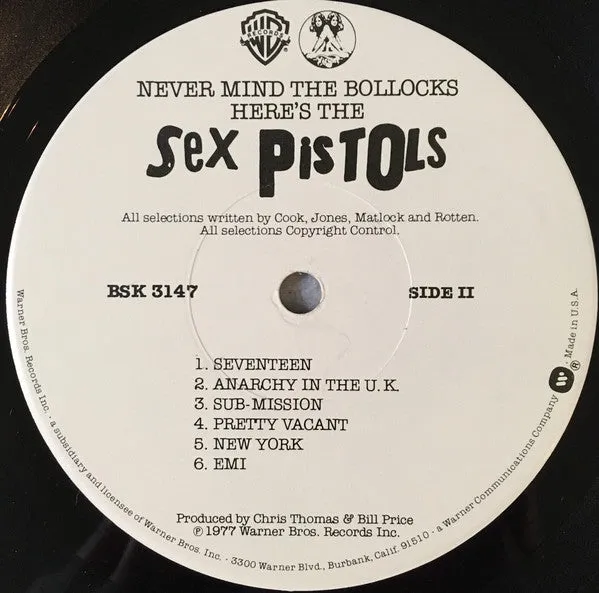 WB
RECORDS
®
NEVER MIND THE BOLLOCKS
HERE'S THE
SEX PISTOLS
All selections written by Cook, Jones, Matlock and Rotten.
All selections Copyright Control.
BSK 3147
SIDE II
1. SEVENTEEN
2. ANARCHY IN THE U.K.
3. SUB-MISSION
4. PRETTY VACANT
5. NEW YORK
6. EMI
Produced by Chris Thomas & Bill Price
℗ 1977 Warner Bros. Records Inc.
Warner Bros. Records Inc. · a subsidiary and licensee of Warner Bros. Inc. · 3300 Warner Blvd., Burbank, Calif. 91510 · a Warner Communications Company ® · Made in U.S.A.